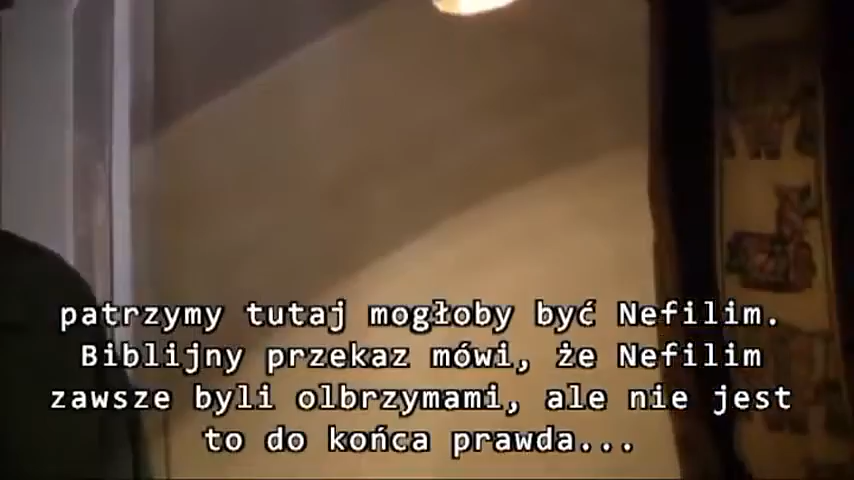 patrzymy tutaj mogłoby być Nefilim.
Biblijny przekaz mówi, że Nefilim
zawsze byli olbrzymami, ale nie jest
to do końca prawda...